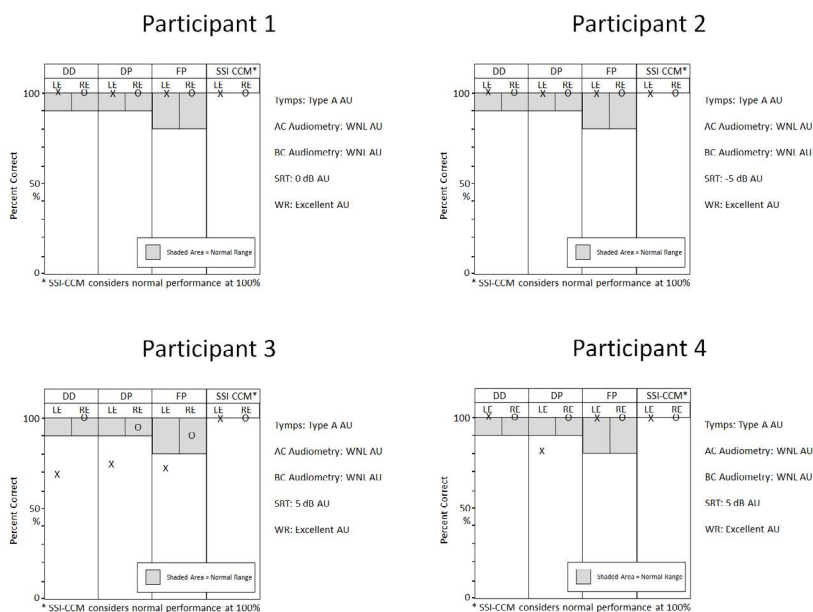 Participant 1
DD DP FP SSI CCM*
LE RE LE RE LE RE LE RE
X O X O X O X O
100
50
%
0
Percent Correct
Shaded Area = Normal Range
* SSI-CCM considers normal performance at 100%
Tymps: Type A AU
AC Audiometry: WNL AU
BC Audiometry: WNL AU
SRT: 0 dB AU
WR: Excellent AU
Participant 2
DD DP FP SSI CCM*
LE RE LE RE LE RE LE RE
X O X O X O X O
100
50
%
0
Percent Correct
Shaded Area = Normal Range
* SSI-CCM considers normal performance at 100%
Tymps: Type A AU
AC Audiometry: WNL AU
BC Audiometry: WNL AU
SRT: -5 dB AU
WR: Excellent AU
Participant 3
DD DP FP SSI CCM*
LE RE LE RE LE RE LE RE
O X O
O
O
X X X
100
50
%
0
Percent Correct
Shaded Area = Normal Range
* SSI-CCM considers normal performance at 100%
Tymps: Type A AU
AC Audiometry: WNL AU
BC Audiometry: WNL AU
SRT: 5 dB AU
WR: Excellent AU
Participant 4
DD DP FP SSI-CCM*
LE RE LE RE LE RE LE RE
X O O X O X O
X
100
50
%
0
Percent Correct
Shaded Area = Normal Range
* SSI-CCM considers normal performance at 100%
Tymps: Type A AU
AC Audiometry: WNL AU
BC Audiometry: WNL AU
SRT: 5 dB AU
WR: Excellent AU